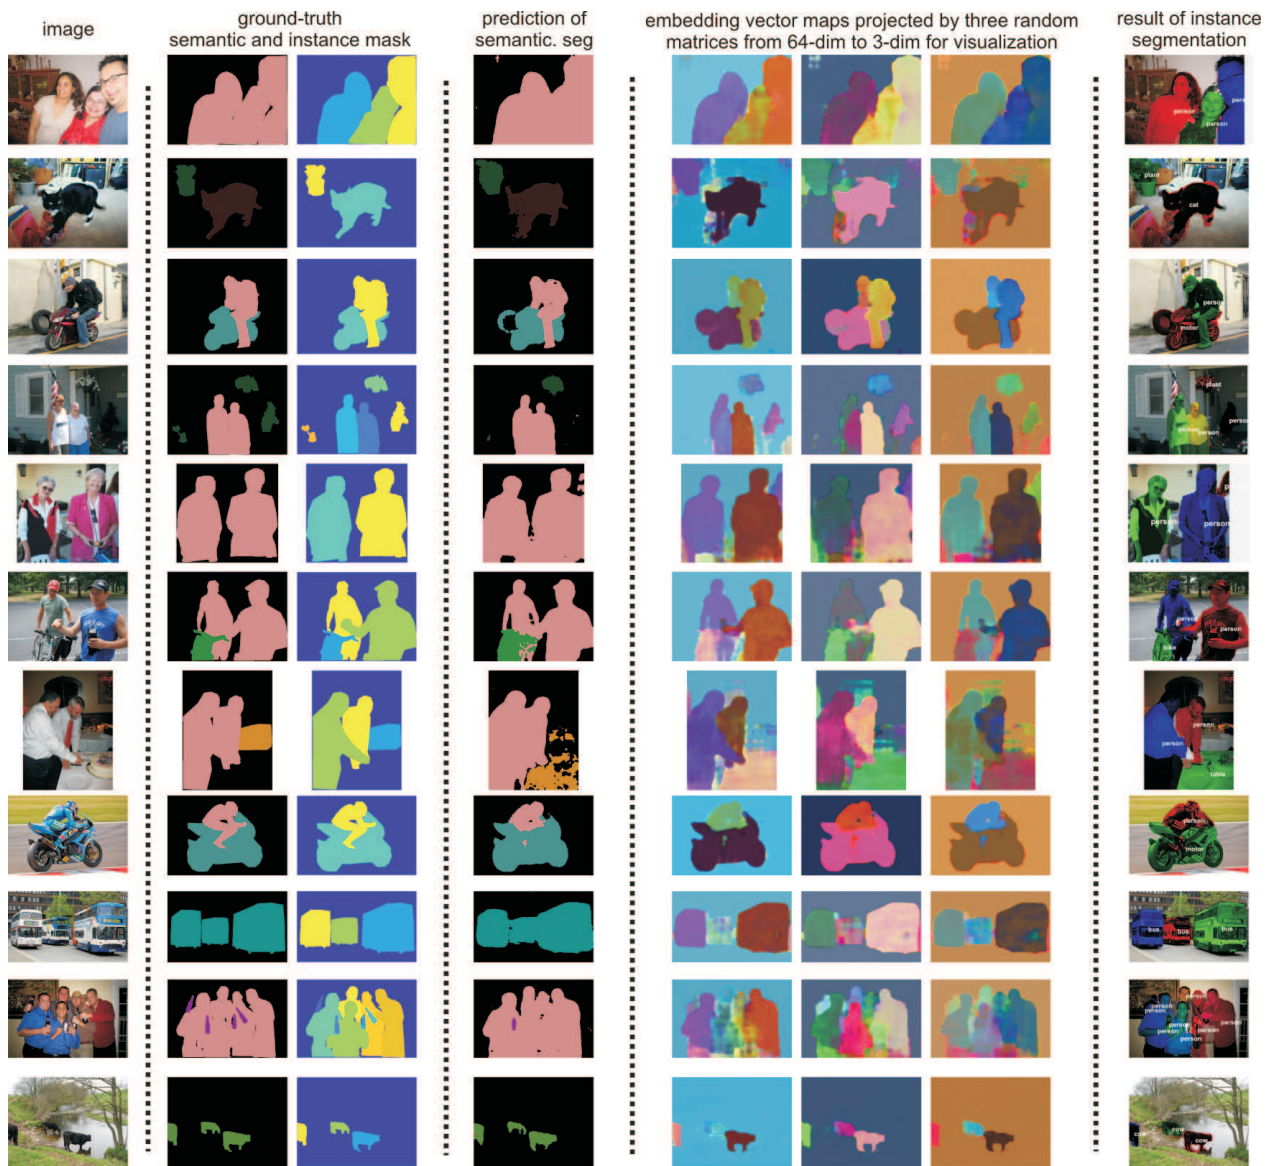 image
ground-truth
semantic and instance mask
prediction of
semantic. seg
embedding vector maps projected by three random
matrices from 64-dim to 3-dim for visualization
result of instance
segmentation
person
person
plant
cat
person
motor
plant
person
person
person
person
person
person
bike
person
person
table
person
motor
bus
bus
bus
person
person
person
person
person
person
person
cow
cow
cow